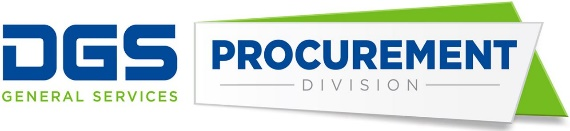 DGS
GENERAL SERVICES
PROCUREMENT
DIVISION